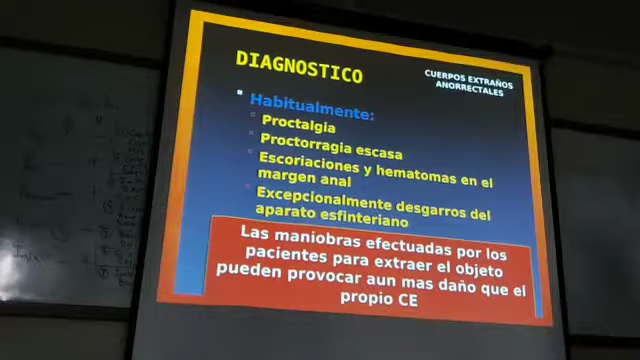 DIAGNOSTICO
CUERPOS EXTRAÑOS
ANORRECTALES
Habitualmente:
Proctalgia
Proctorragia escasa
Escoriaciones y hematomas en el
margen anal
Excepcionalmente desgarros del
aparato esfinteriano
Las maniobras efectuadas por los
pacientes para extraer el objeto
pueden provocar aun mas daño que el
propio CE